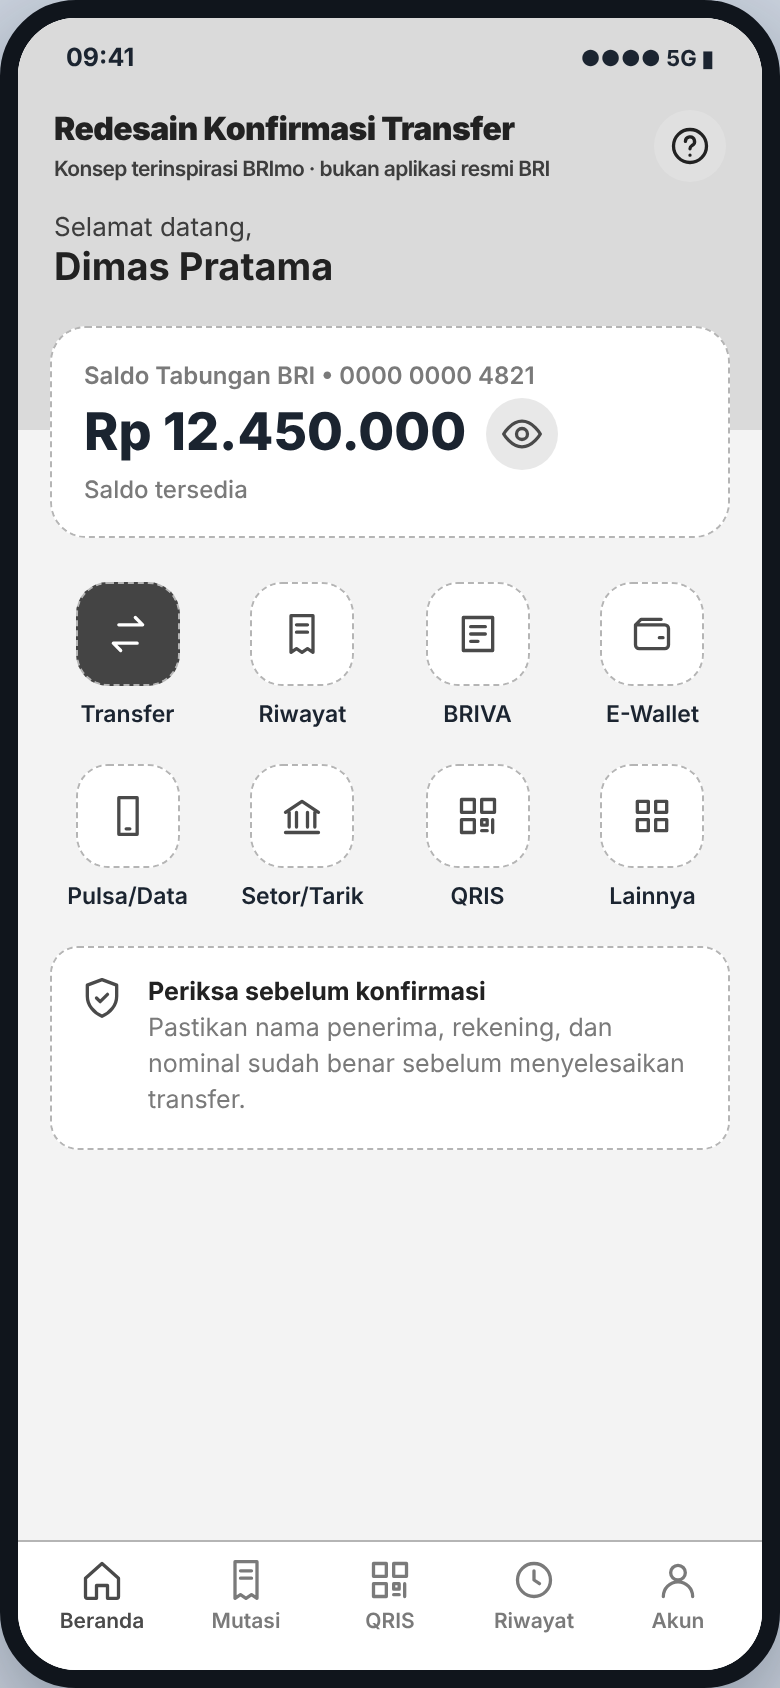 09:41
5G
Redesain Konfirmasi Transfer
Konsep terinspirasi BRImo · bukan aplikasi resmi BRI
Selamat datang,
Dimas Pratama
Saldo Tabungan BRI • 0000 0000 4821
Rp 12.450.000
Saldo tersedia
Transfer
Riwayat
BRIVA
E-Wallet
Pulsa/Data
Setor/Tarik
QRIS
Lainnya
Periksa sebelum konfirmasi
Pastikan nama penerima, rekening, dan
nominal sudah benar sebelum menyelesaikan
transfer.
Beranda
Mutasi
QRIS
Riwayat
Akun